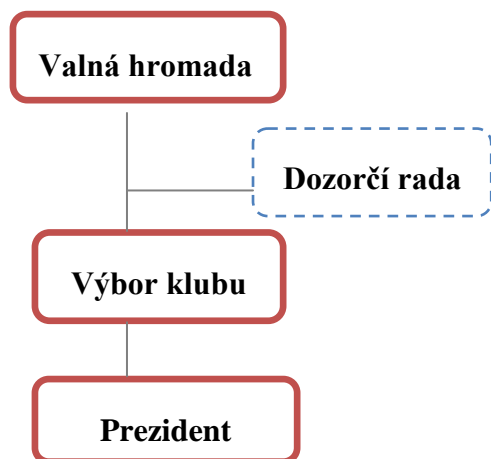 Valná hromada
Dozorčí rada
Výbor klubu
Prezident